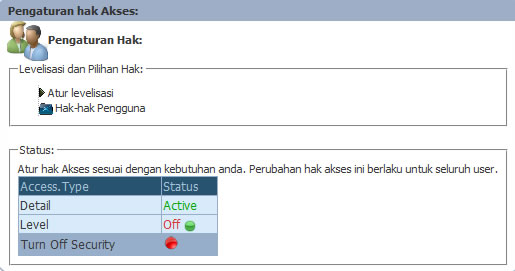 Pengaturan hak Akses:
Pengaturan Hak:
Levelisasi dan Pilihan Hak:
Atur levelisasi
Hak-hak Pengguna
Status:
Atur hak Akses sesuai dengan kebutuhan anda. Perubahan hak akses ini berlaku untuk seluruh user.
Access.Type Status
Detail Active
Level Off
Turn Off Security